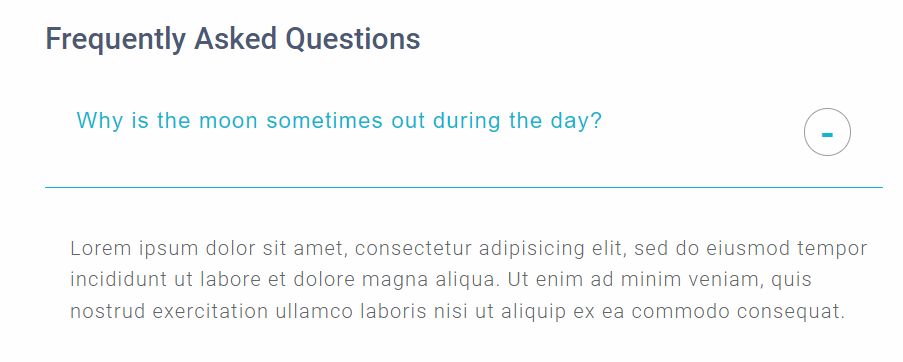 Frequently Asked Questions
Why is the moon sometimes out during the day?
-
Lorem ipsum dolor sit amet, consectetur adipisicing elit, sed do eiusmod tempor
incididunt ut labore et dolore magna aliqua. Ut enim ad minim veniam, quis
nostrud exercitation ullamco laboris nisi ut aliquip ex ea commodo consequat.